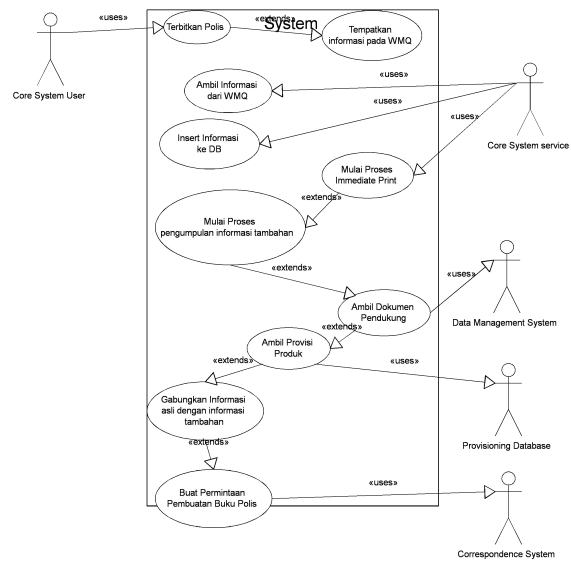 System
«uses»
Terbitkan Polis
«extends»
Tempatkan
informasi pada WMQ
Core System User
«uses»
Ambil Informasi
dari WMQ
«uses»
«uses»
Insert Informasi
ke DB
Core System service
Mulai Proses
Immediate Print
«extends»
Mulai Proses
pengumpulan informasi tambahan
«extends»
«uses»
Ambil Dokumen
Pendukung
Data Management System
«extends»
Ambil Provisi
Produk
«extends»
«uses»
Gabungkan Informasi
asli dengan informasi
tambahan
Provisioning Database
«extends»
«uses»
Buat Permintaan
Pembuatan Buku Polis
Correspondence System